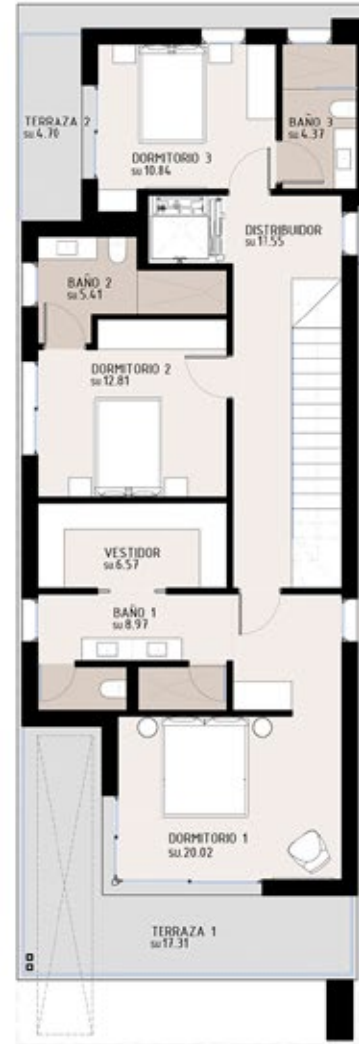 TERRAZA 2
su 4.70
DORMITORIO 3
su 10.84
BAÑO 3
su 4.37
DISTRIBUIDOR
su 17.55
BAÑO 2
su 5.41
DORMITORIO 2
su 12.81
VESTIDOR
su 6.57
BAÑO 1
su 8.97
DORMITORIO 1
su.20.02
TERRAZA 1
su 17.31